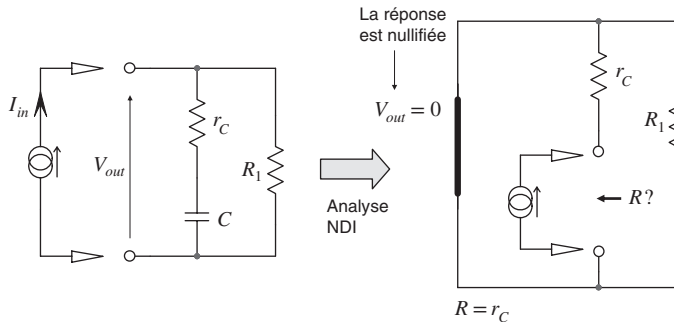 La réponse
est nullifiée
I_in
V_out
r_C
C
R_1
Analyse
NDI
V_out = 0
r_C
R_1
R?
R = r_C